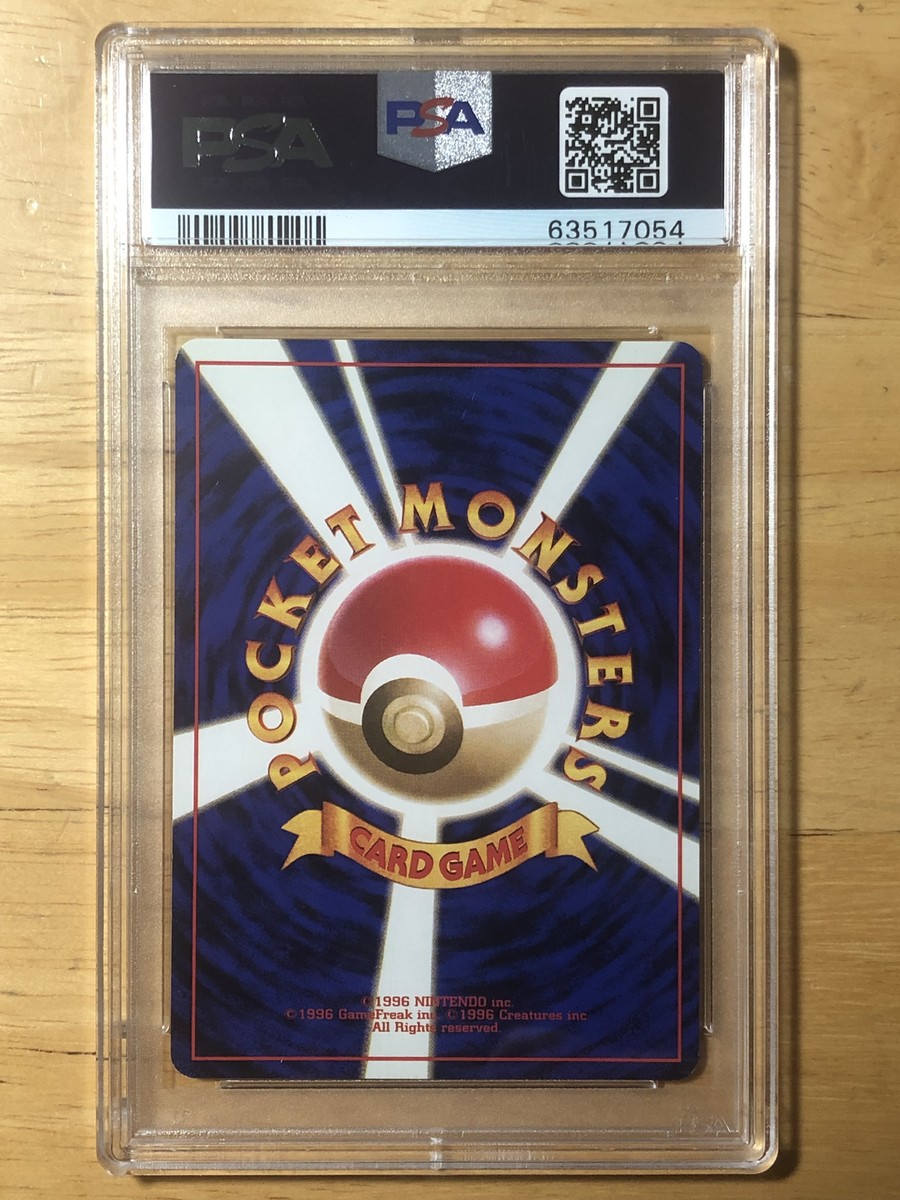 PSA
PSA
63517054
POCKET MONSTERS
CARD GAME
©1996 NINTENDO inc.
©1996 GameFreak inc. ©1996 Creatures inc
All Rights reserved.
PSA